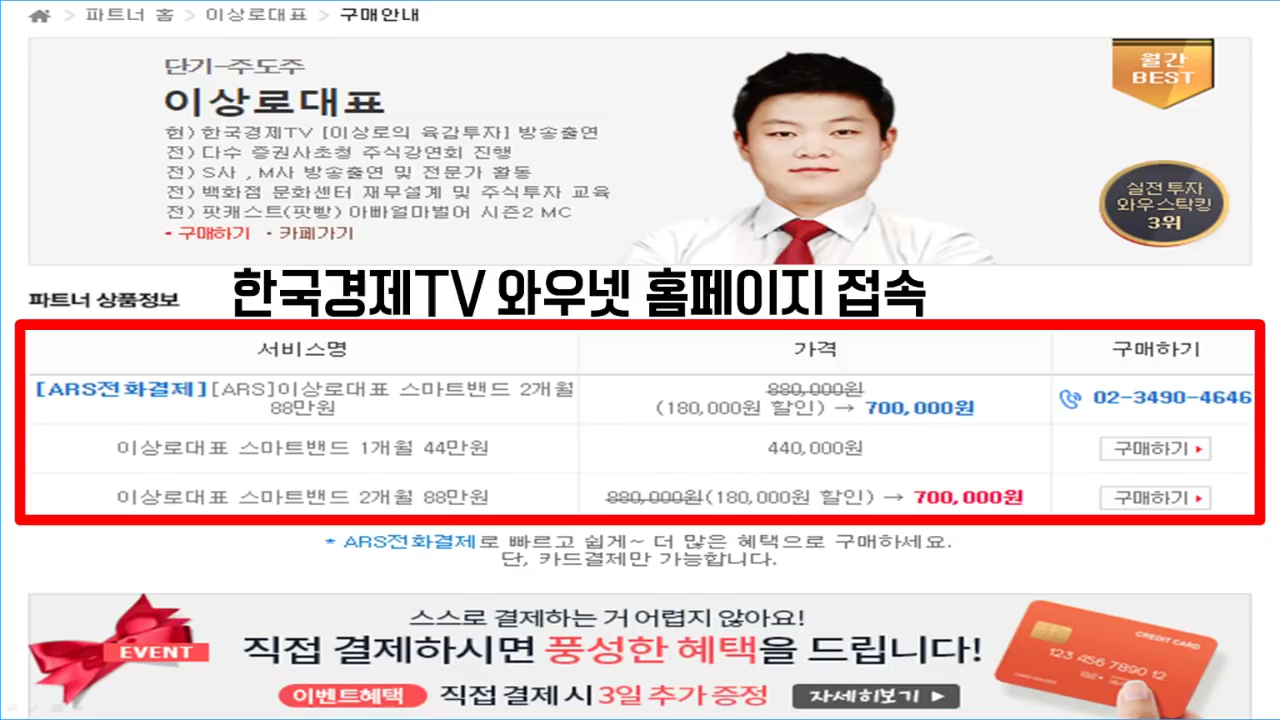 파트너 홈 > 이상로대표 > 구매안내
단기-주도주
이상로대표
현) 한국경제TV [이상로의 육감투자] 방송출연
전) 다수 증권사초청 주식강연회 진행
전) S사 , M사 방송출연 및 전문가 활동
전) 백화점 문화센터 재무설계 및 주식투자 교육
전) 팟캐스트(팟빵) 아빠얼마벌어 시즌2 MC
· 구매하기 · 카페가기
월간
BEST
실전투자
와우스탁킹
3위
파트너 상품정보
한국경제TV 와우넷 홈페이지 접속
서비스명 가격 구매하기
[ARS전화결제][ARS]이상로대표 스마트밴드 2개월
88만원
880,000원
(180,000원 할인) → 700,000원
02-3490-4646
이상로대표 스마트밴드 1개월 44만원 440,000원 구매하기
이상로대표 스마트밴드 2개월 88만원 880,000원(180,000원 할인) → 700,000원 구매하기
* ARS전화결제로 빠르고 쉽게~ 더 많은 혜택으로 구매하세요.
단, 카드결제만 가능합니다.
EVENT
스스로 결제하는 거 어렵지 않아요!
직접 결제하시면 풍성한 혜택을 드립니다!
이벤트혜택 직접 결제 시 3일 추가 증정 자세히보기 ▶
CREDIT CARD
123 456 7890 12